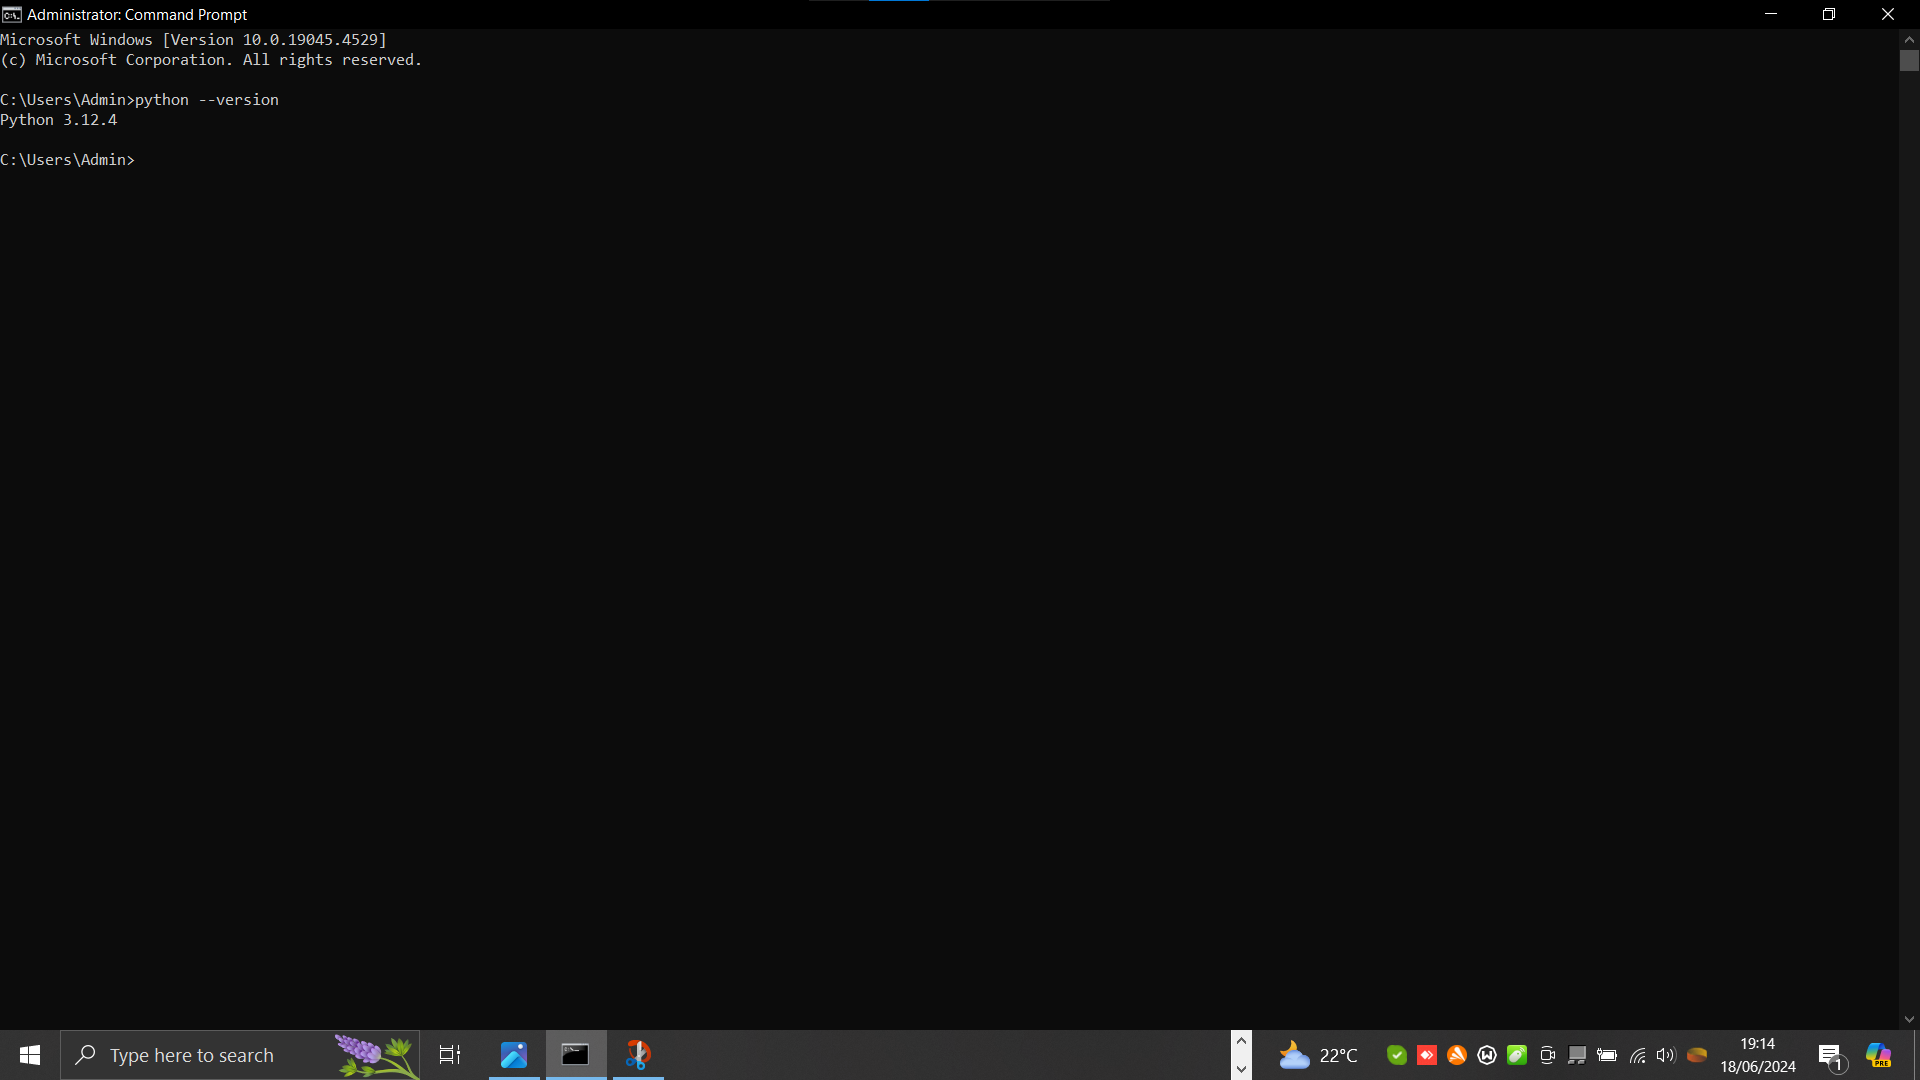 Administrator: Command Prompt
Microsoft Windows [Version 10.0.19045.4529]
(c) Microsoft Corporation. All rights reserved.
C:\Users\Admin>python --version
Python 3.12.4
C:\Users\Admin>
Type here to search
22°C
19:14
18/06/2024
1
PRE